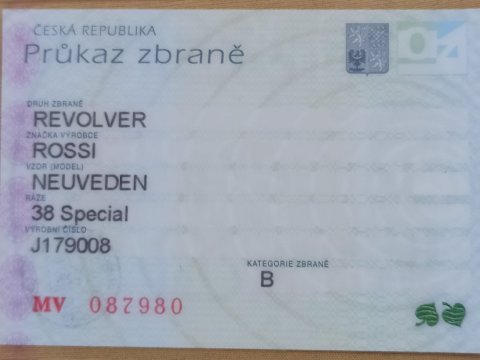 ČESKÁ REPUBLIKA
Průkaz zbraně
DRUH ZBRANĚ
REVOLVER
ZNAČKA VÝROBCE
ROSSI
VZOR (MODEL)
NEUVEDEN
RÁŽE
38 Special
VÝROBNÍ ČÍSLO
J179008
KATEGORIE ZBRANĚ
B
MV 087980